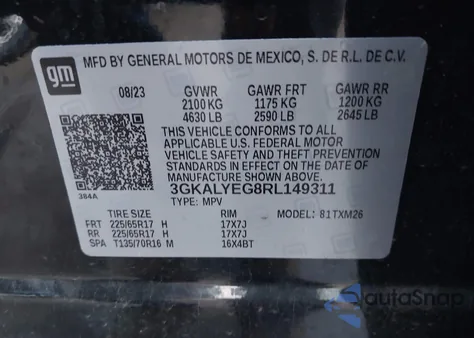 gm
MFD BY GENERAL MOTORS DE MEXICO, S. DE R.L. DE C.V.
08/23 GVWR GAWR FRT GAWR RR
2100 KG 1175 KG 1200 KG
4630 LB 2590 LB 2645 LB
THIS VEHICLE CONFORMS TO ALL
APPLICABLE U.S. FEDERAL MOTOR
VEHICLE SAFETY AND THEFT PREVENTION
STANDARDS IN EFFECT ON THE DATE OF
MANUFACTURE SHOWN ABOVE.
384A
3GKALYEG8RL149311
TYPE: MPV
TIRE SIZE RIM MODEL: 81TXM26
FRT 225/65R17 H 17X7J
RR 225/65R17 H 17X7J
SPA T135/70R16 M 16X4BT
AutoSnap